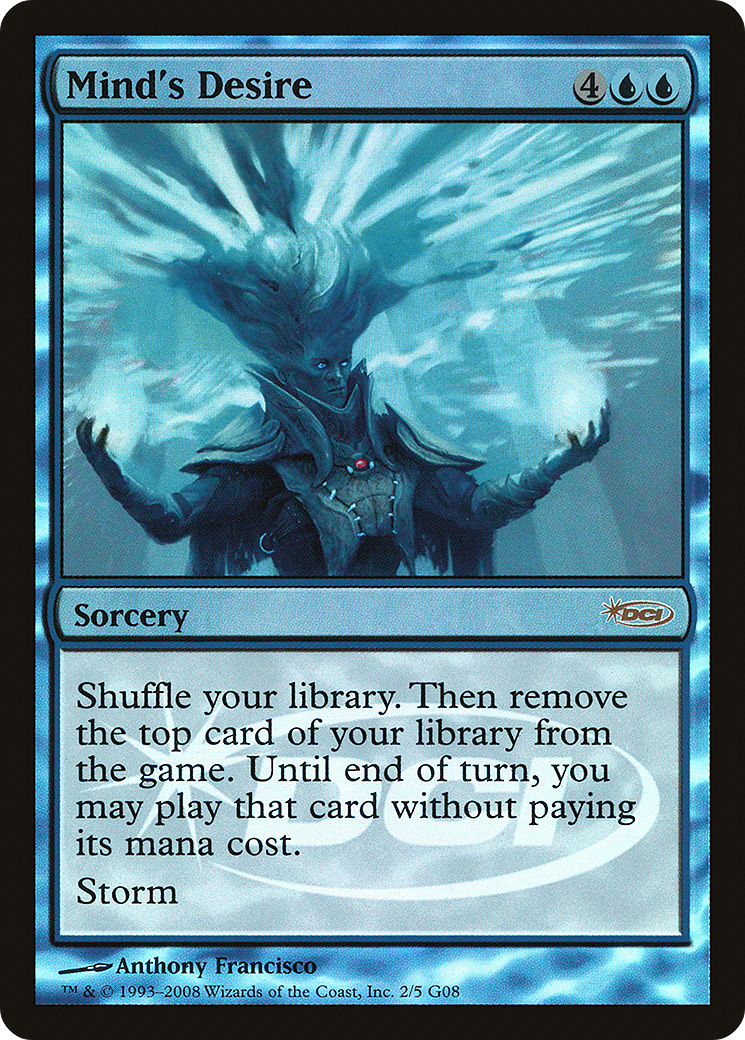 Mind's Desire 4
Sorcery DCI
Shuffle your library. Then remove
the top card of your library from
the game. Until end of turn, you
may play that card without paying
its mana cost.
Storm
DCI
Anthony Francisco
™ & © 1993–2008 Wizards of the Coast, Inc. 2/5 G08